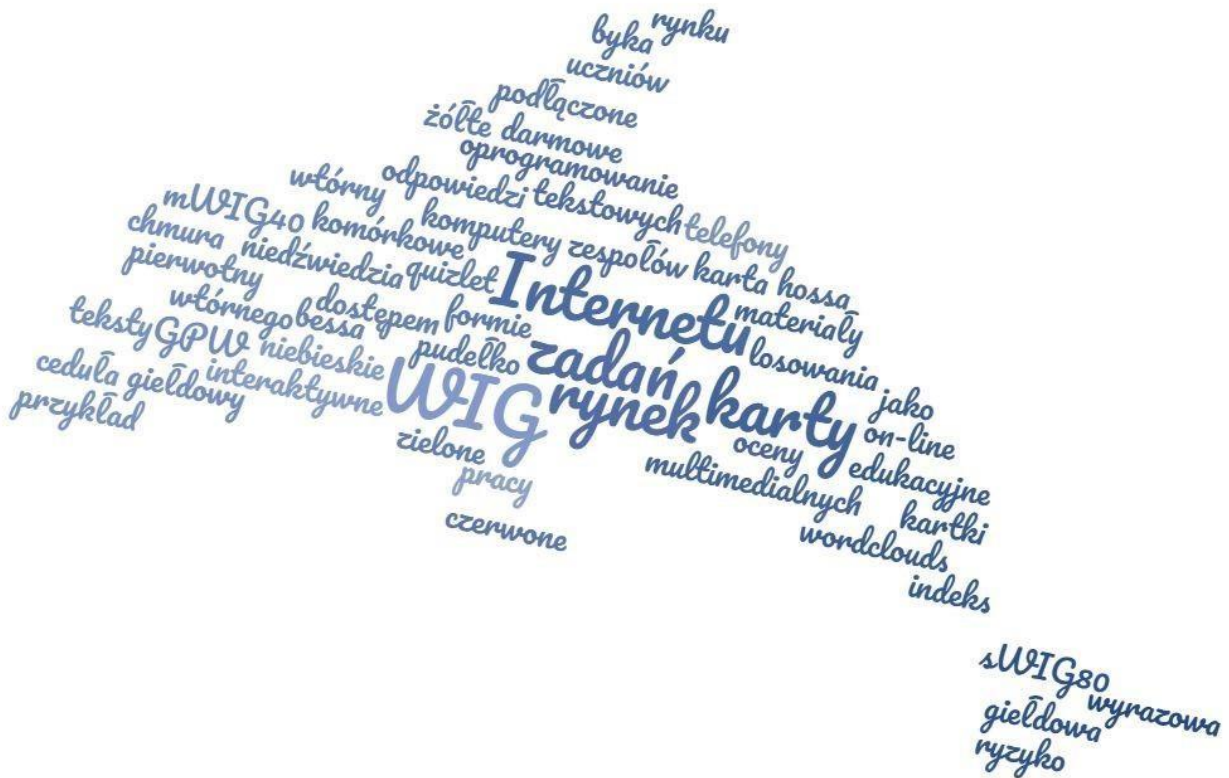 rynku
byka
uczniów
podłączone
żółte darmowe
oprogramowanie
wtórny odpowiedzi tekstowych telefony
mWIG40 komórkowe komputery zespołów karta hossa
chmura niedźwiedzia quizlet Internetu materiały
pierwotny dostępem formie losowania
wtórnego bessa pudełko zadań jako
teksty GPW niebieskie WIG rynek karty on-line
ceduła giełdowy interaktywne oceny edukacyjne
przykład zielone multimedialnych kartki
pracy wordclouds
czerwone indeks
sWIG80
wyrazowa
giełdowa
ryzyko